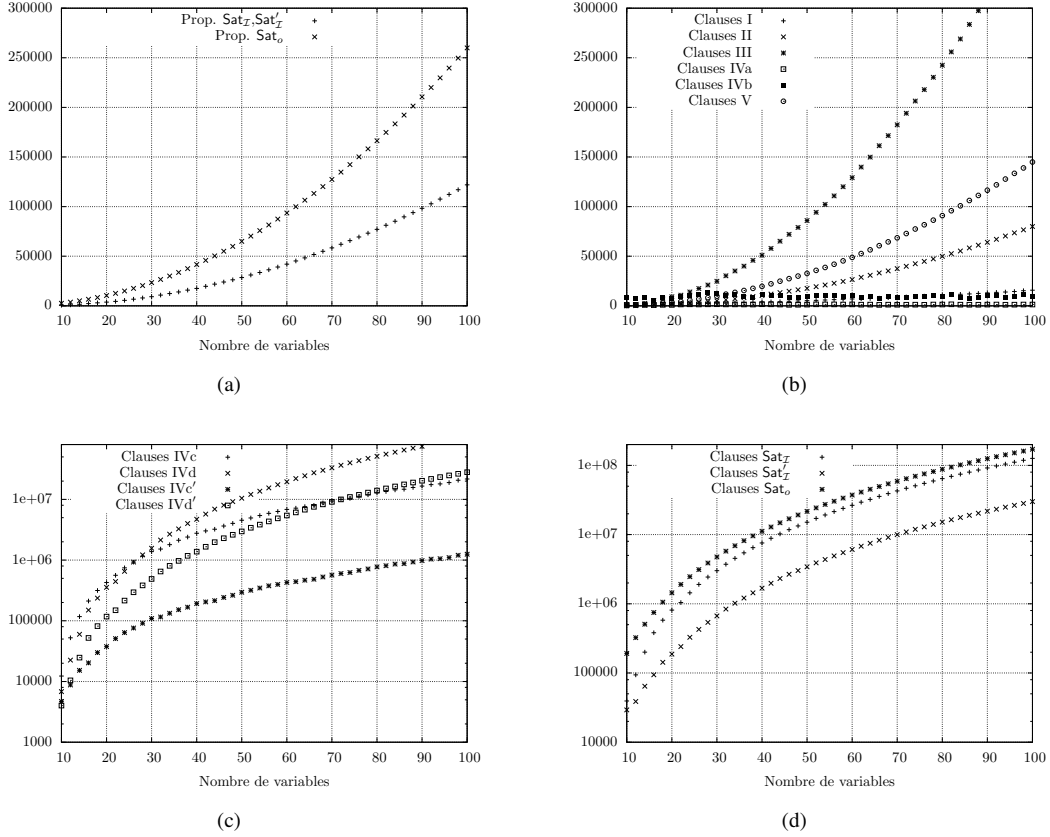 300000
250000
200000
150000
100000
50000
0
Prop. Sat_I,Sat'_I
Prop. Sat_o
10 20 30 40 50 60 70 80 90 100
Nombre de variables
(a)
300000
250000
200000
150000
100000
50000
0
Clauses I
Clauses II
Clauses III
Clauses IVa
Clauses IVb
Clauses V
10 20 30 40 50 60 70 80 90 100
Nombre de variables
(b)
1e+07
1e+06
100000
10000
1000
Clauses IVc
Clauses IVd
Clauses IVc′
Clauses IVd′
10 20 30 40 50 60 70 80 90 100
Nombre de variables
(c)
1e+08
1e+07
1e+06
100000
10000
Clauses Sat_I
Clauses Sat'_I
Clauses Sat_o
10 20 30 40 50 60 70 80 90 100
Nombre de variables
(d)